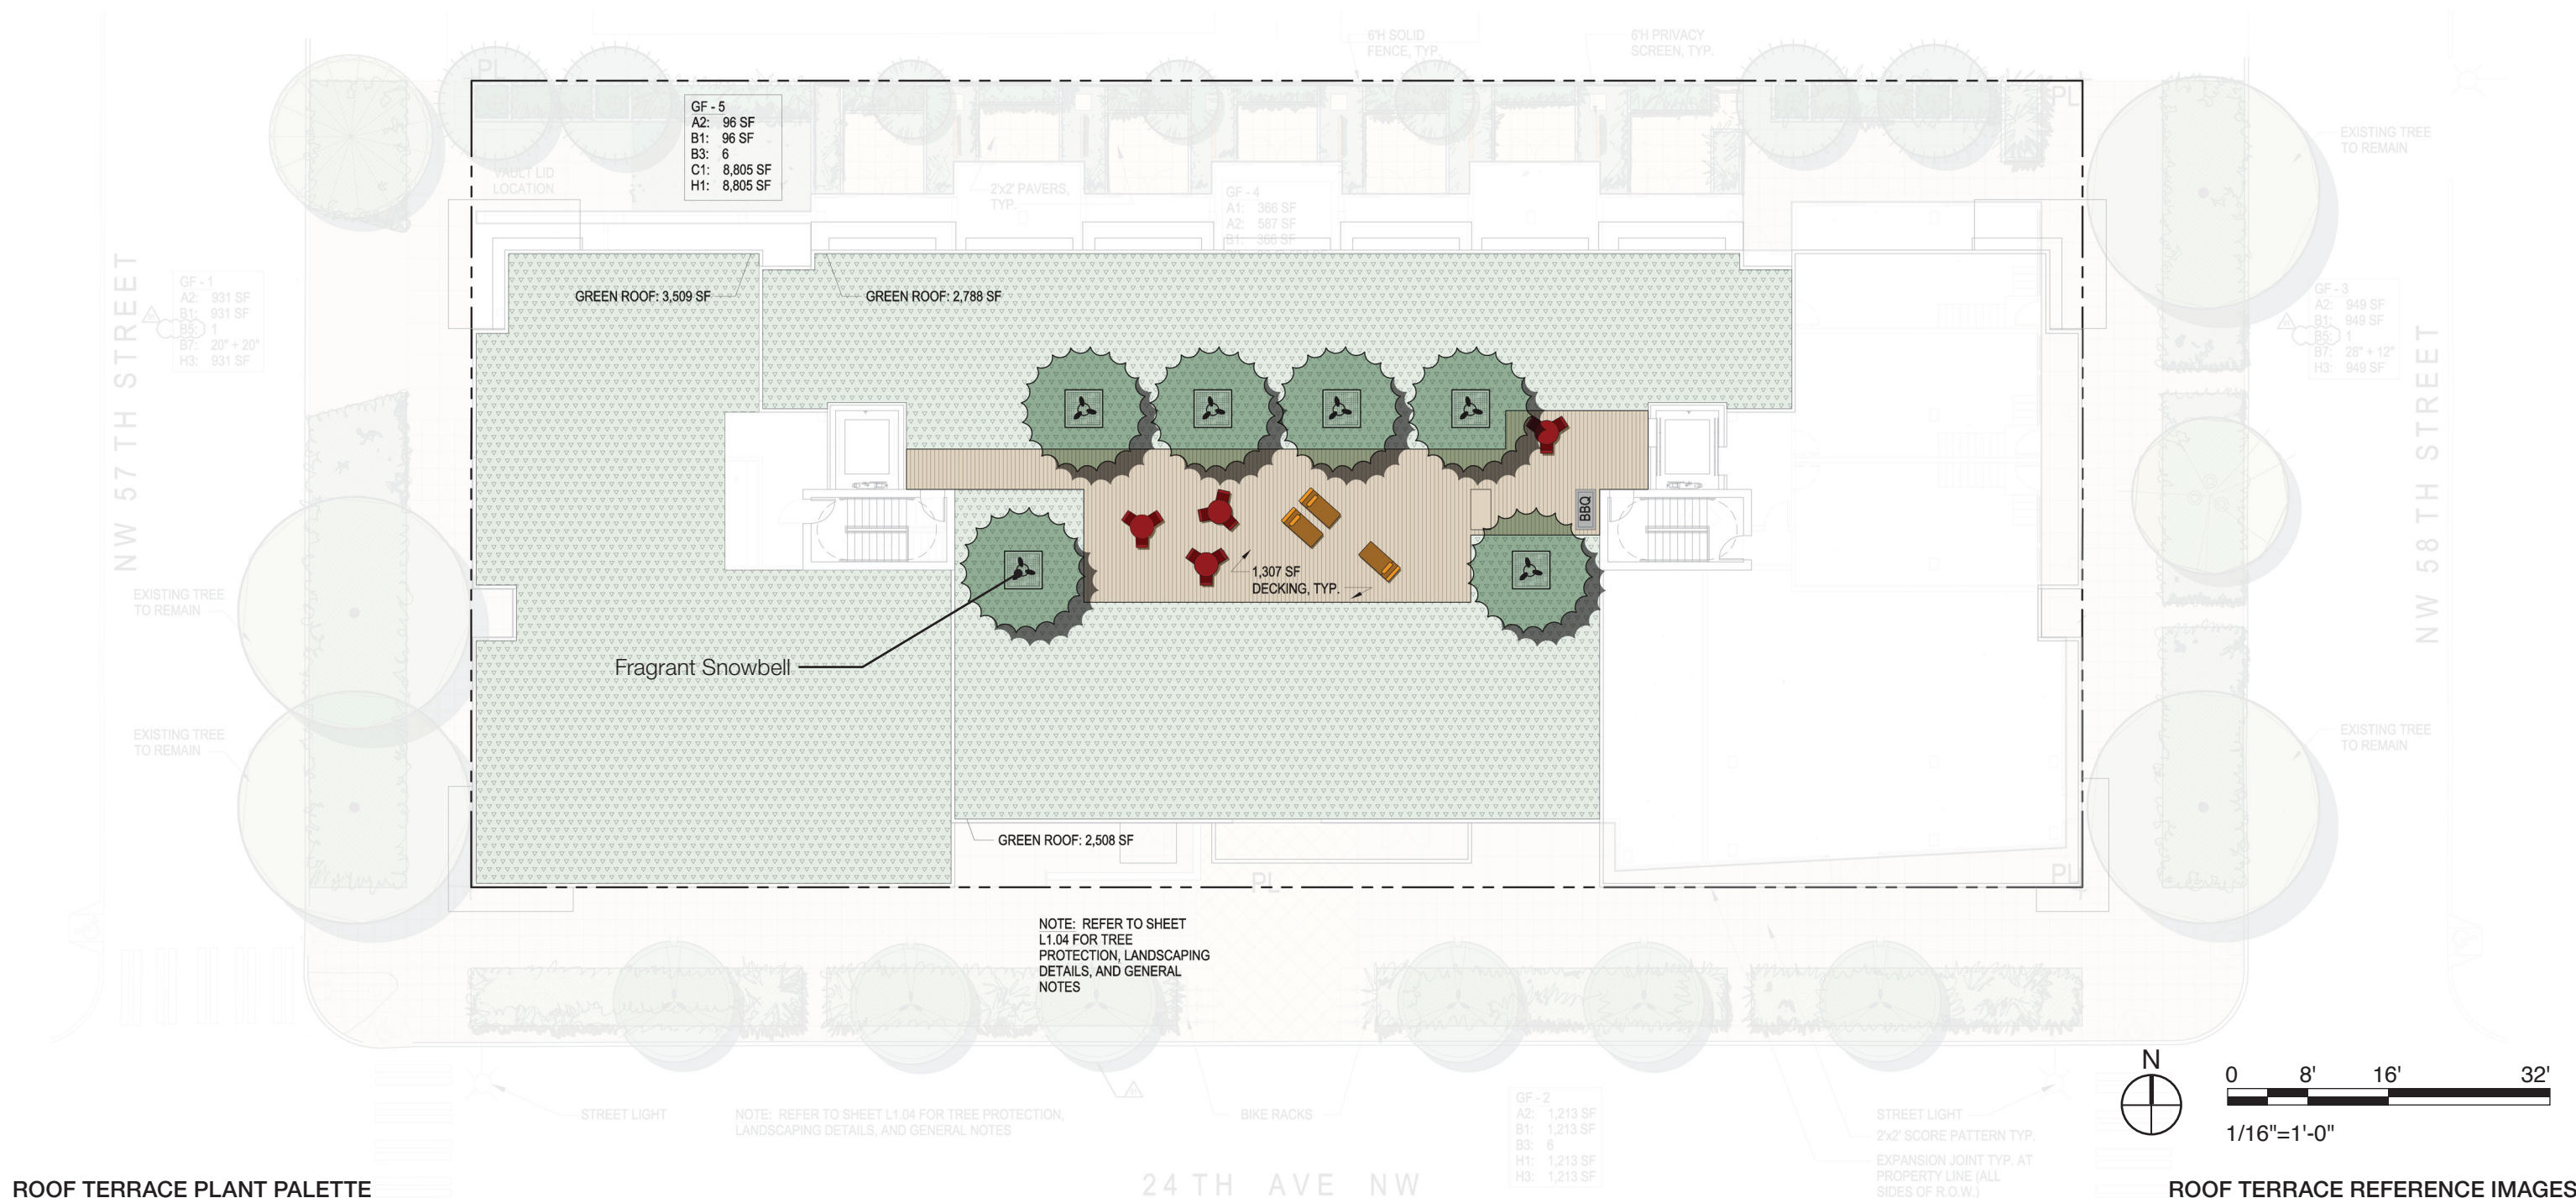 6'H SOLID
FENCE, TYP.
6'H PRIVACY
SCREEN, TYP.
PL
PL
GF - 5
A2: 96 SF
B1: 96 SF
B3: 6
C1: 8,805 SF
H1: 8,805 SF
EXISTING TREE
TO REMAIN
VAULT LID
LOCATION
2'x2' PAVERS,
TYP.
GF - 4
A1: 366 SF
A2: 587 SF
B1: 366 SF
NW 57TH STREET
GF - 1
A2: 931 SF
B1: 931 SF
B5: 1
B7: 20" + 20"
H3: 931 SF
GREEN ROOF: 3,509 SF
GREEN ROOF: 2,788 SF
GF - 3
A2: 949 SF
B1: 949 SF
B5: 1
B7: 28" + 12"
H3: 949 SF
NW 58TH STREET
BBQ
1,307 SF
DECKING, TYP.
EXISTING TREE
TO REMAIN
Fragrant Snowbell
EXISTING TREE
TO REMAIN
EXISTING TREE
TO REMAIN
GREEN ROOF: 2,508 SF
PL
PL
NOTE: REFER TO SHEET
L1.04 FOR TREE
PROTECTION, LANDSCAPING
DETAILS, AND GENERAL
NOTES
STREET LIGHT
NOTE: REFER TO SHEET L1.04 FOR TREE PROTECTION,
LANDSCAPING DETAILS, AND GENERAL NOTES
BIKE RACKS
GF - 2
A2: 1,213 SF
B1: 1,213 SF
B3: 6
H1: 1,213 SF
H3: 1,213 SF
STREET LIGHT
2'x2' SCORE PATTERN TYP.
EXPANSION JOINT TYP. AT
PROPERTY LINE (ALL
SIDES OF R.O.W.)
24TH AVE NW
N
0 8' 16' 32'
1/16"=1'-0"
ROOF TERRACE PLANT PALETTE
ROOF TERRACE REFERENCE IMAGES